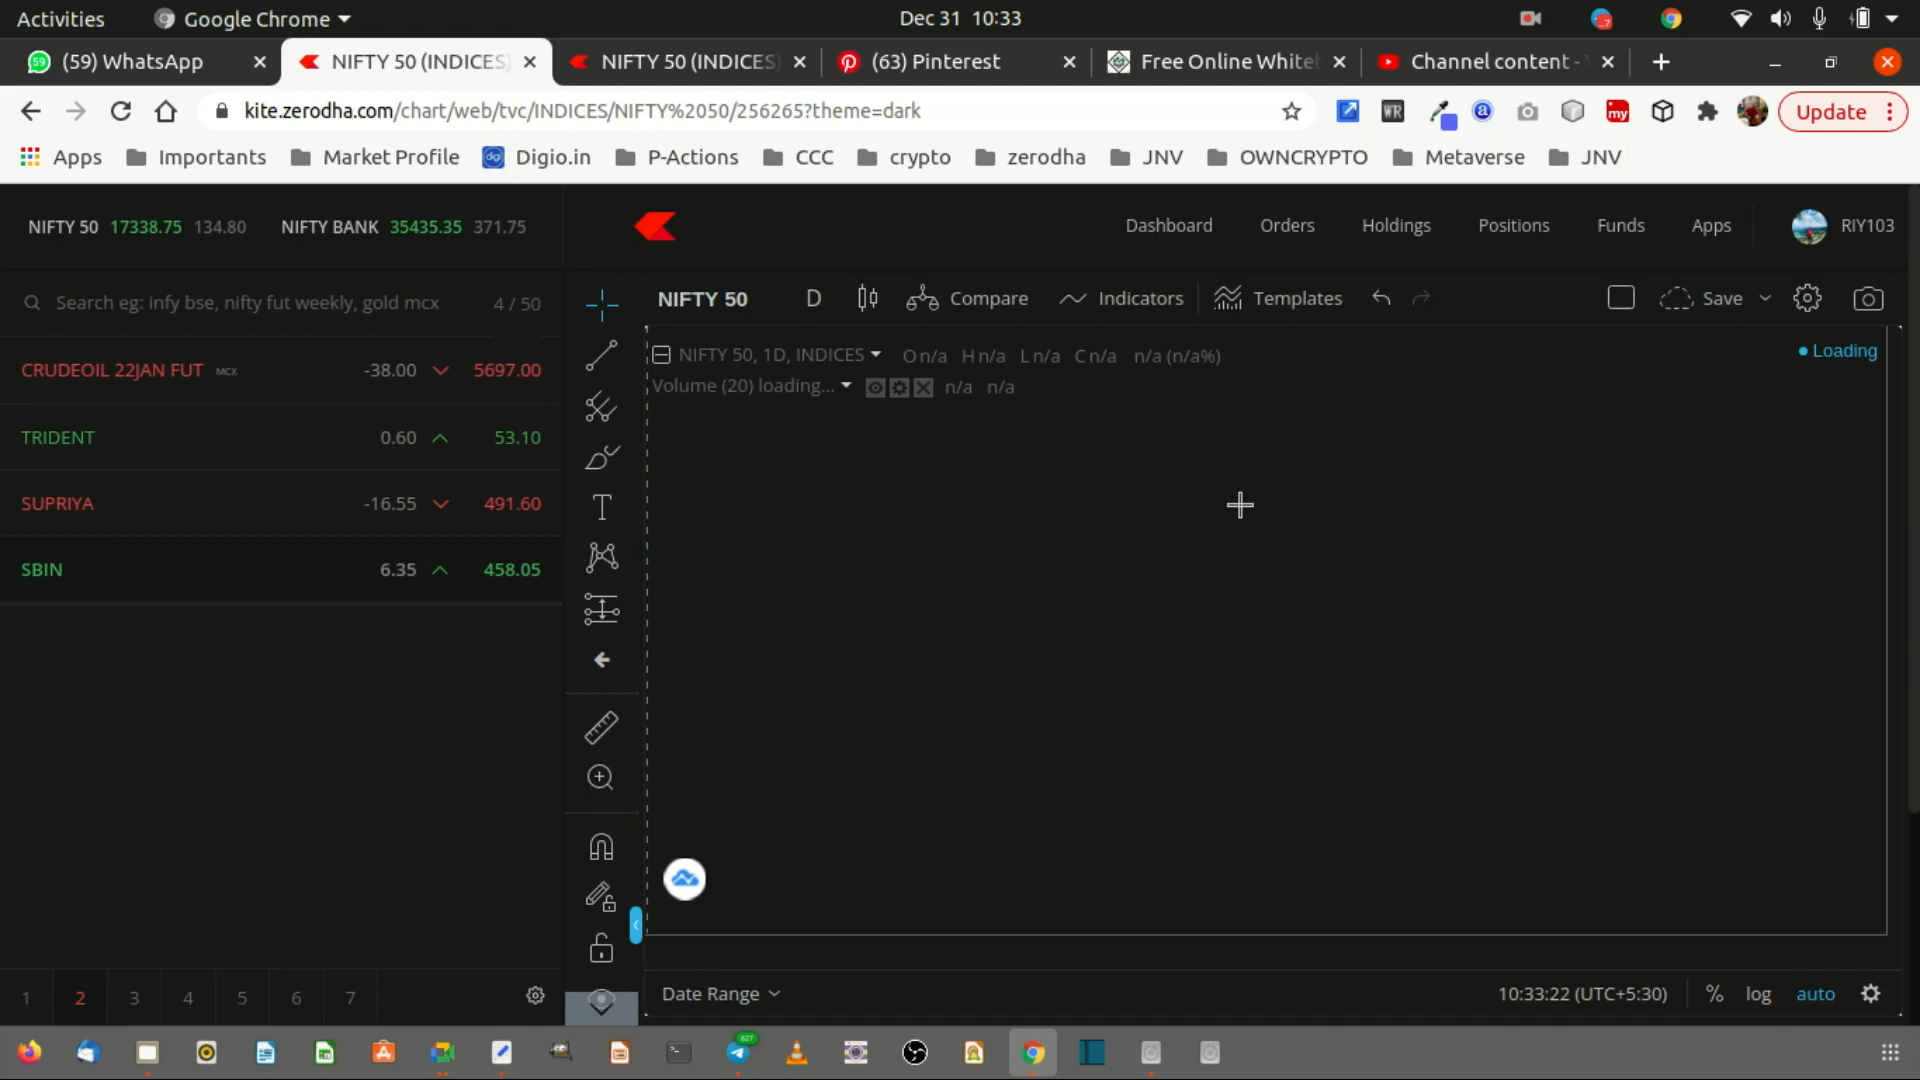 Activities Google Chrome Dec 31 10:33
(59) WhatsApp NIFTY 50 (INDICES) NIFTY 50 (INDICES) (63) Pinterest Free Online White Channel content -
kite.zerodha.com/chart/web/tvc/INDICES/NIFTY%2050/256265?theme=dark WR a my Update
Apps Importants Market Profile Digio.in P-Actions CCC crypto zerodha JNV OWNCRYPTO Metaverse JNV
NIFTY 50 17338.75 134.80 NIFTY BANK 35435.35 371.75 Dashboard Orders Holdings Positions Funds Apps RIY103
Search eg: infy bse, nifty fut weekly, gold mcx 4 / 50
NIFTY 50 D Compare Indicators Templates Save
NIFTY 50, 1D, INDICES O n/a H n/a L n/a C n/a n/a (n/a%) Loading
Volume (20) loading... n/a n/a
CRUDEOIL 22JAN FUT MCX -38.00 5697.00
TRIDENT 0.60 53.10
SUPRIYA -16.55 491.60
SBIN 6.35 458.05
1 2 3 4 5 6 7
Date Range 10:33:22 (UTC+5:30) % log auto
627